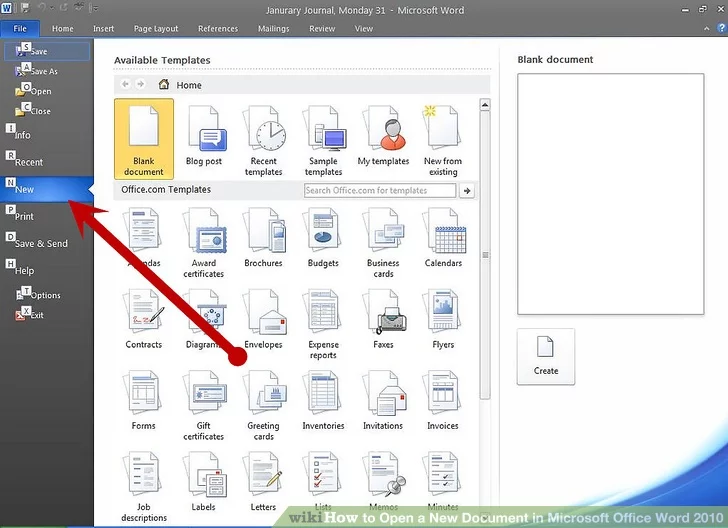 Janurary Journal, Monday 31 - Microsoft Word
File Home Insert Page Layout References Mailings Review View
S Save
A Save As
O Open
C Close
I Info
R Recent
N New
P Print
D Save & Send
H Help
T Options
X Exit
Available Templates
Home
Blank document
Blog post
Recent templates
Sample templates
My templates
New from existing
Office.com Templates
Search Office.com for templates
Agendas
Award certificates
Brochures
Budgets
Business cards
Calendars
Contracts
Diagrams
Envelopes
Expense reports
Faxes
Flyers
Forms
Gift certificates
Greeting cards
Inventories
Invitations
Invoices
Job descriptions
Labels
Letters
Lists
Memos
Minutes
Blank document
Create
wikiHow to Open a New Document in Microsoft Office Word 2010